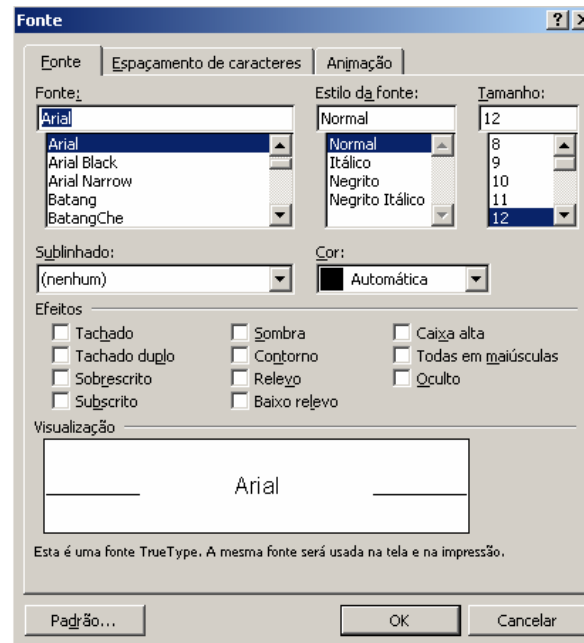 Fonte
Fonte Espaçamento de caracteres Animação
Fonte: Estilo da fonte: Tamanho:
Arial Normal 12
Arial Normal 8
Arial Black Itálico 9
Arial Narrow Negrito 10
Batang Negrito Itálico 11
BatangChe 12
Sublinhado: Cor:
(nenhum) Automática
Efeitos
Tachado Sombra Caixa alta
Tachado duplo Contorno Todas em maiúsculas
Sobrescrito Relevo Oculto
Subscrito Baixo relevo
Visualização
Arial
Esta é uma fonte TrueType. A mesma fonte será usada na tela e na impressão.
Padrão... OK Cancelar